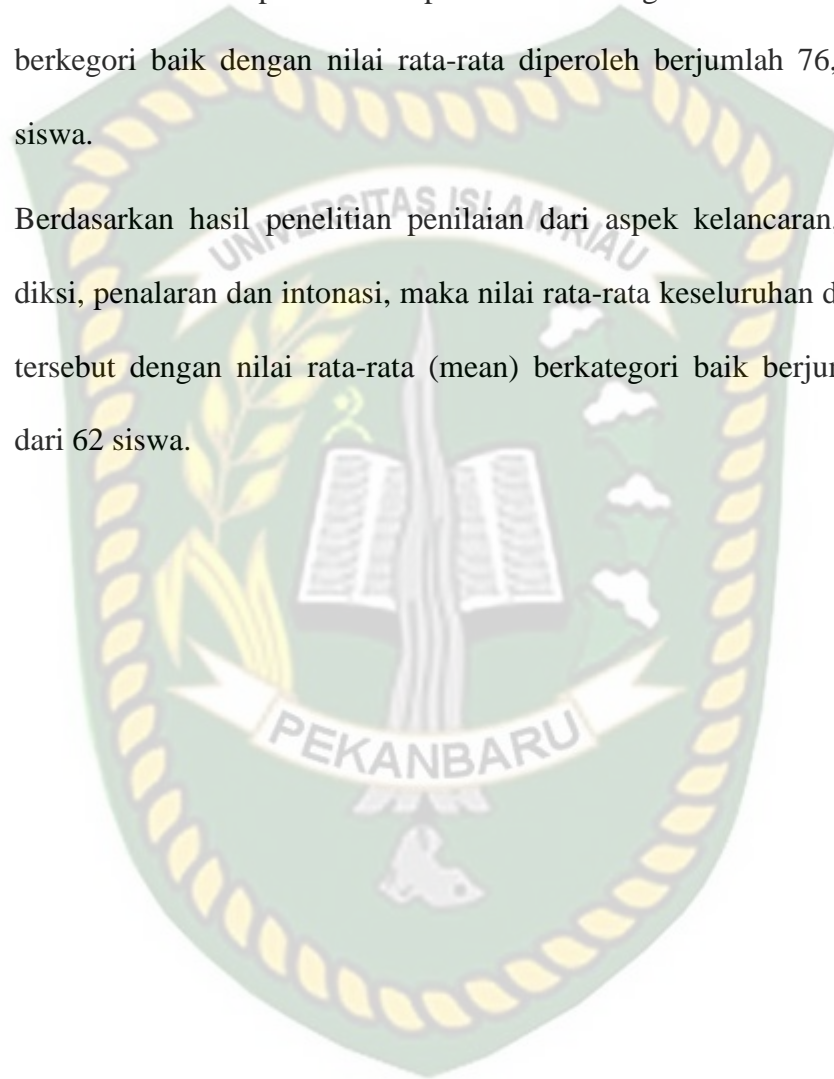 berkegori baik dengan nilai rata-rata diperoleh berjumlah 76,
siswa.
UNIVERSITAS ISLAM RIAU
Berdasarkan hasil penelitian penilaian dari aspek kelancaran,
diksi, penalaran dan intonasi, maka nilai rata-rata keseluruhan d
tersebut dengan nilai rata-rata (mean) berkategori baik berjum
dari 62 siswa.
PEKANBARU